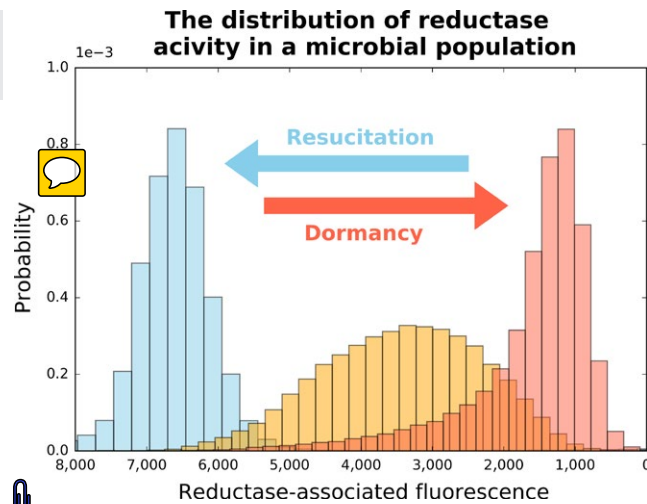 The distribution of reductase
acivity in a microbial population
1e−3
1.0
0.8
0.6
0.4
0.2
0.0
Probability
Resucitation
Dormancy
8,000 7,000 6,000 5,000 4,000 3,000 2,000 1,000 0
Reductase-associated fluorescence